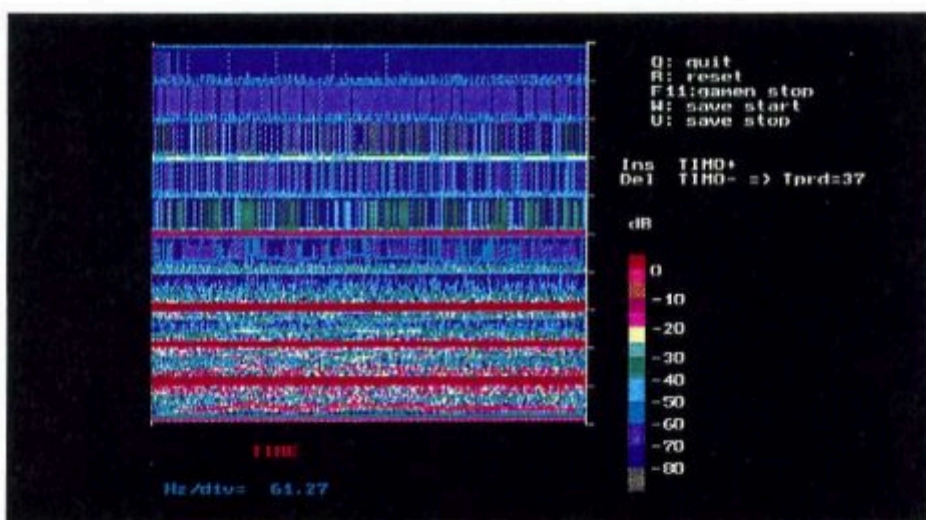 Q: quit
R: reset
F11:gamen stop
W: save start
U: save stop
Ins TIMO+
Del TIMO- => Tprd=37
dB
0
-10
-20
-30
-40
-50
-60
-70
-80
TIME
Hz/div= 61.27